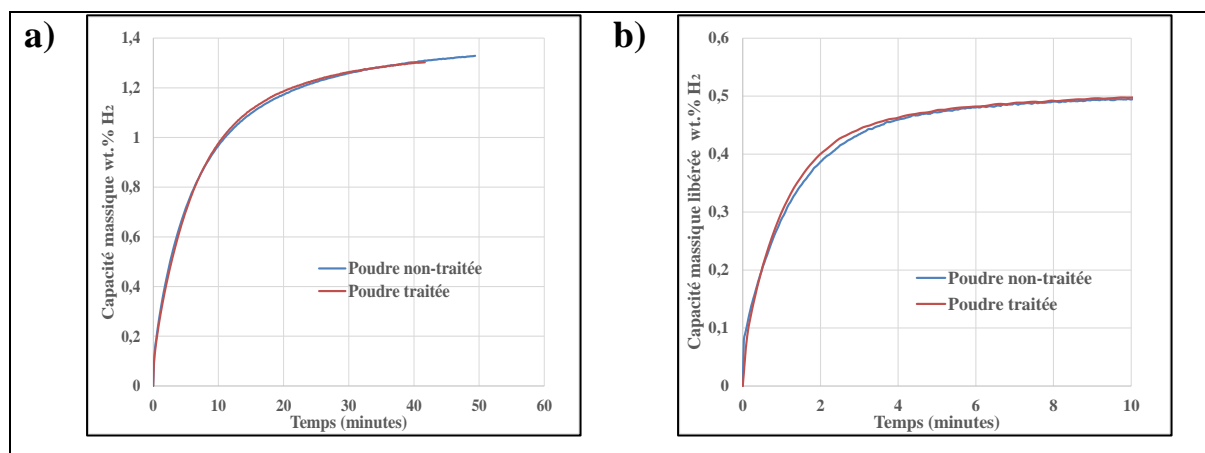 a)
Capacité massique wt.% H₂
1,4
1,2
1
0,8
0,6
0,4
0,2
0
0 10 20 30 40 50 60
Temps (minutes)
Poudre non-traitée
Poudre traitée
b)
Capacité massique libérée wt.% H₂
0,6
0,5
0,4
0,3
0,2
0,1
0
0 2 4 6 8 10
Temps (minutes)
Poudre non-traitée
Poudre traitée